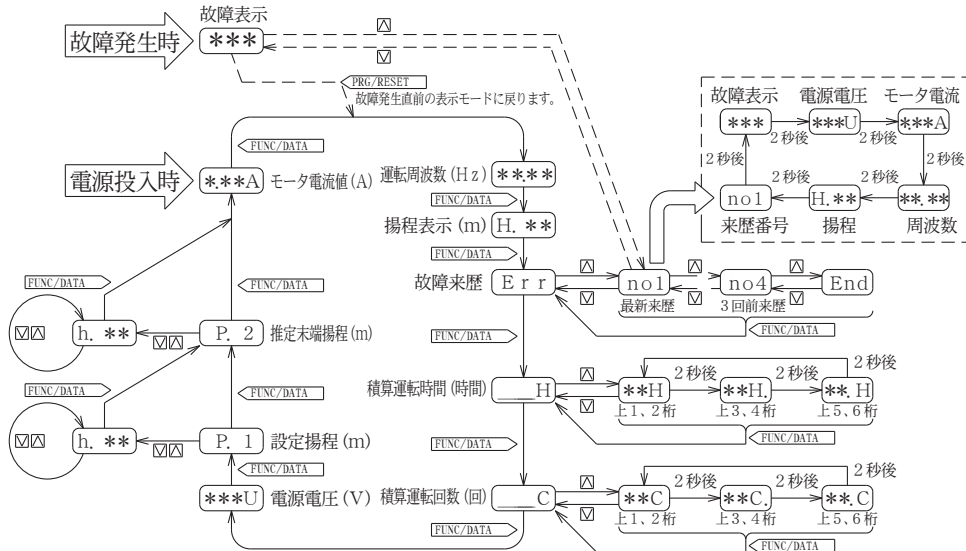 故障表示
故障発生時
***
△
▽
PRG/RESET
故障発生直前の表示モードに戻ります。
故障表示 電源電圧 モータ電流
*** ***U *.***A
2秒後 2秒後
2秒後 2秒後
2秒後 2秒後
no1 H.** **.**
来歴番号 揚程 周波数
FUNC/DATA
電源投入時
*.**A モータ電流値(A)
運転周波数(Hz) **.**
FUNC/DATA
揚程表示(m) H. **
FUNC/DATA
故障来歴 Err △ ▽ no1 △ ▽ no4 △ ▽ End
最新来歴 3回前来歴
FUNC/DATA
FUNC/DATA
FUNC/DATA
▽△ h. ** ▽△ P. 2 推定末端揚程(m)
FUNC/DATA
積算運転時間(時間) H △ ▽ **H 2秒後 **H. 2秒後 **.H 2秒後
上1、2桁 上3、4桁 上5、6桁
FUNC/DATA
FUNC/DATA
FUNC/DATA
▽△ h. ** ▽△ P. 1 設定揚程(m)
FUNC/DATA
FUNC/DATA
***U 電源電圧(V)
積算運転回数(回) C △ ▽ **C 2秒後 **C. 2秒後 **.C 2秒後
上1、2桁 上3、4桁 上5、6桁
FUNC/DATA
FUNC/DATA